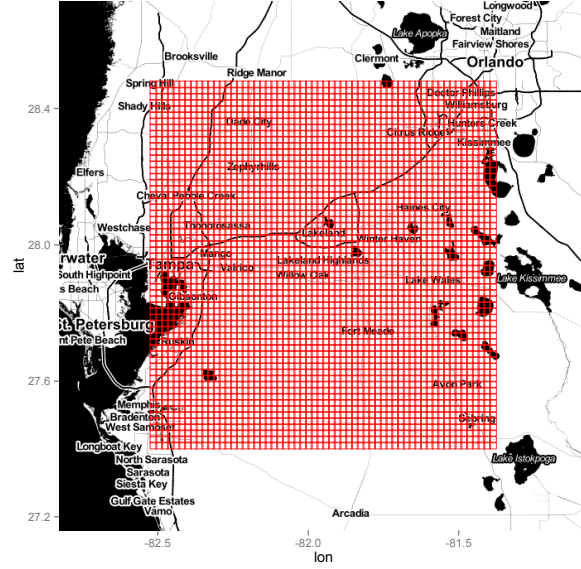 Longwood
Forest City
Lake Apopka
Maitland
Fairview Shores
Brooksville
Clermont
Orlando
Ridge Manor
Spring Hill
Doctor Phillips
28.4
Shady Hills
Williamsburg
Dade City
Hunters Creek
Citrus Ridge
Kissimmee
Zephyrhills
Elfers
Cheval Pebble Creek
Haines City
Westchase
Thonotosassa
Lakeland
Winter Haven
28.0
Mango
rwater
Tampa
Valrico
Lakeland Highlands
South Highpoint
Willow Oak
Lake Wales
Lake Kissimmee
s Beach
Gibsonton
St. Petersburg
Fort Meade
nt Pete Beach
Ruskin
27.6
Avon Park
Memphis
Bradenton
Sebring
West Samoset
Longboat Key
North Sarasota
Lake Istokpoga
Sarasota
Siesta Key
Gulf Gate Estates
Vamo
Arcadia
27.2
-82.5
-82.0
-81.5
lon
lat